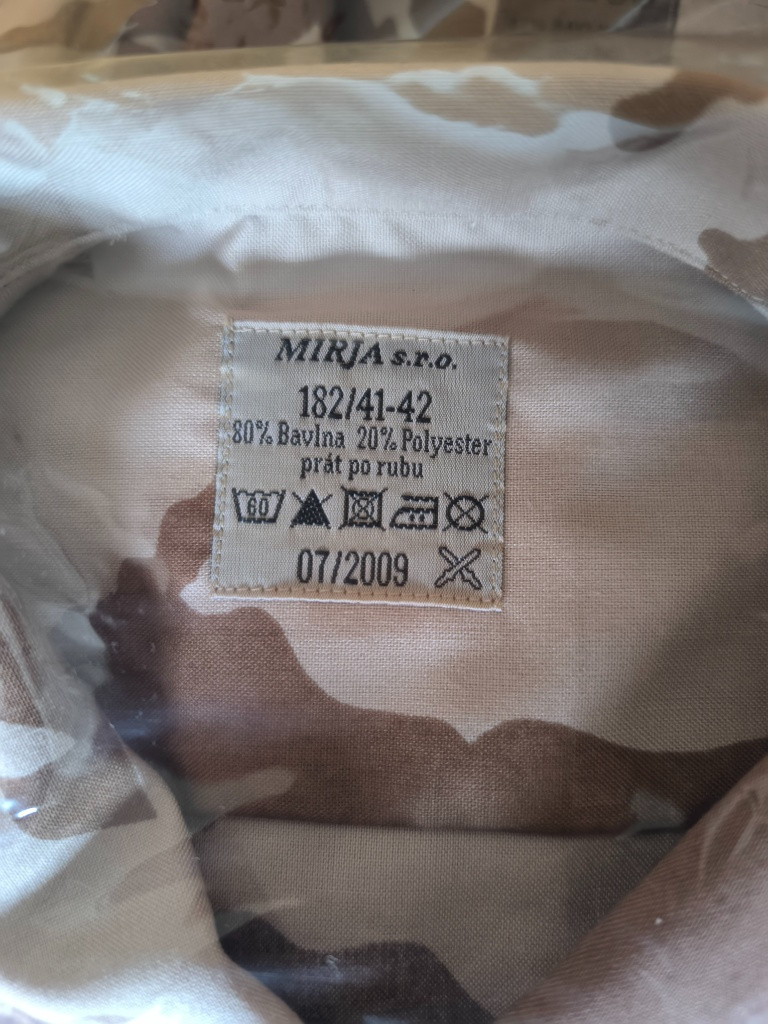 MIRJA s.r.o.
182/41-42
80% Bavlna 20% Polyester
prát po rubu
60
07/2009